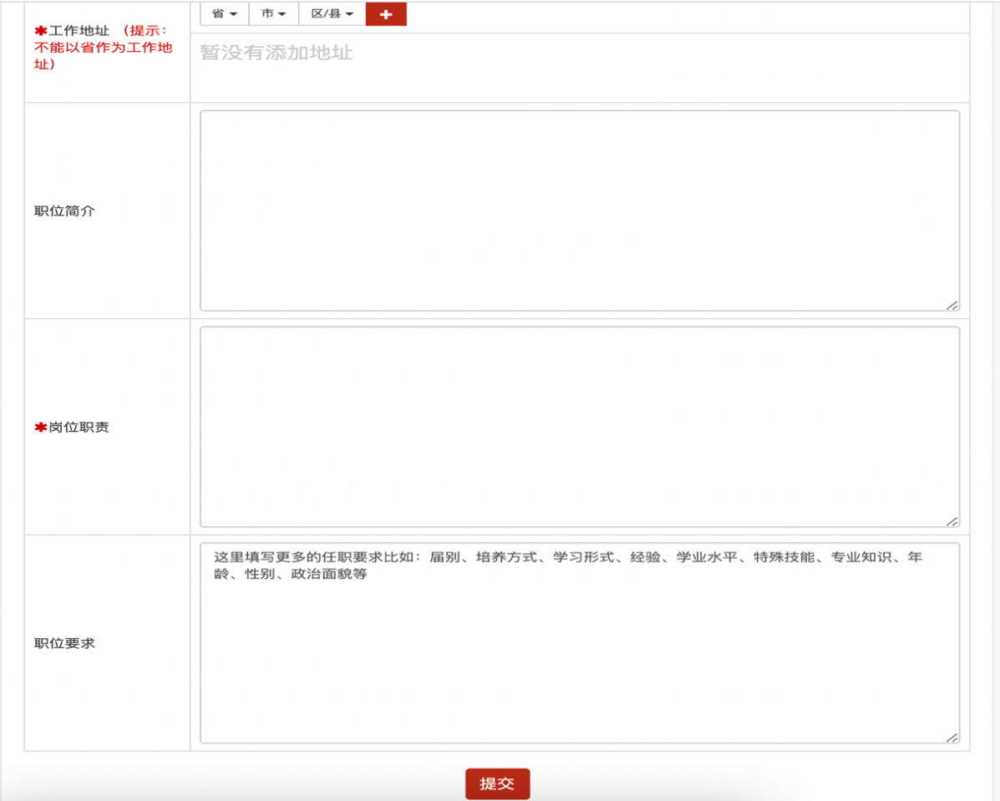 省 市 区/县
*工作地址 （提示：
不能以省作为工作地
址）
暂没有添加地址
职位简介
*岗位职责
这里填写更多的任职要求比如：届别、培养方式、学习形式、经验、学业水平、特殊技能、专业知识、年
龄、性别、政治面貌等
职位要求
提交